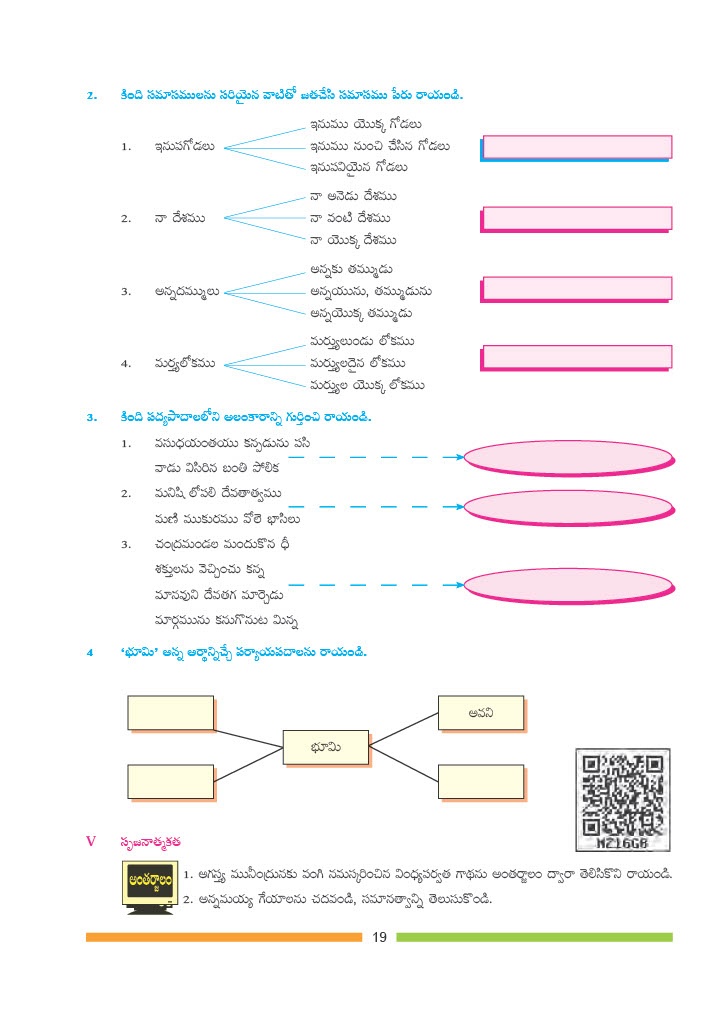 2. కింది సమాసములను సరియైన వాటితో జతచేసి సమాసము పేరు రాయండి.
ఇనుము యొక్క గోడలు
1. ఇనుపగోడలు ఇనుము నుంచి చేసిన గోడలు
ఇనుపవియైన గోడలు
నా అనెడు దేశము
2. నా దేశము నా వంటి దేశము
నా యొక్క దేశము
అన్నకు తమ్ముడు
3. అన్నదమ్ములు అన్నయును, తమ్ముడును
అన్నయొక్క తమ్ముడు
మర్త్యులుండు లోకము
4. మర్త్యలోకము మర్త్యులదైన లోకము
మర్త్యుల యొక్క లోకము
3. కింది పద్యపాదాలలోని అలంకారాన్ని గుర్తించి రాయండి.
1. వసుధయంతయు కన్పడును పసి
వాడు విసిరిన బంతి పోలిక
2. మనిషి లోపలి దేవతాత్వము
మణి ముకురము వోలె భాసిలు
3. చంద్రమండల మందుకొన ధీ
శక్తులను వెచ్చించు కన్న
మానవుని దేవతగ మార్చెడు
మార్గమును కనుగొనుట మిన్న
4 ‘భూమి’ అన్న ఆర్థాన్నిచ్చే పర్యాయపదాలను రాయండి.
అవని
భూమి
MZ16G8
V సృజనాత్మకత
అంతర్జాలం
1. అగస్త్య మునీంద్రునకు వంగి నమస్కరించిన వింధ్యపర్వత గాథను అంతర్జాలం ద్వారా తెలిసికొని రాయండి.
2. అన్నమయ్య గేయాలను చదవండి, సమానత్వాన్ని తెలుసుకొండి.
19